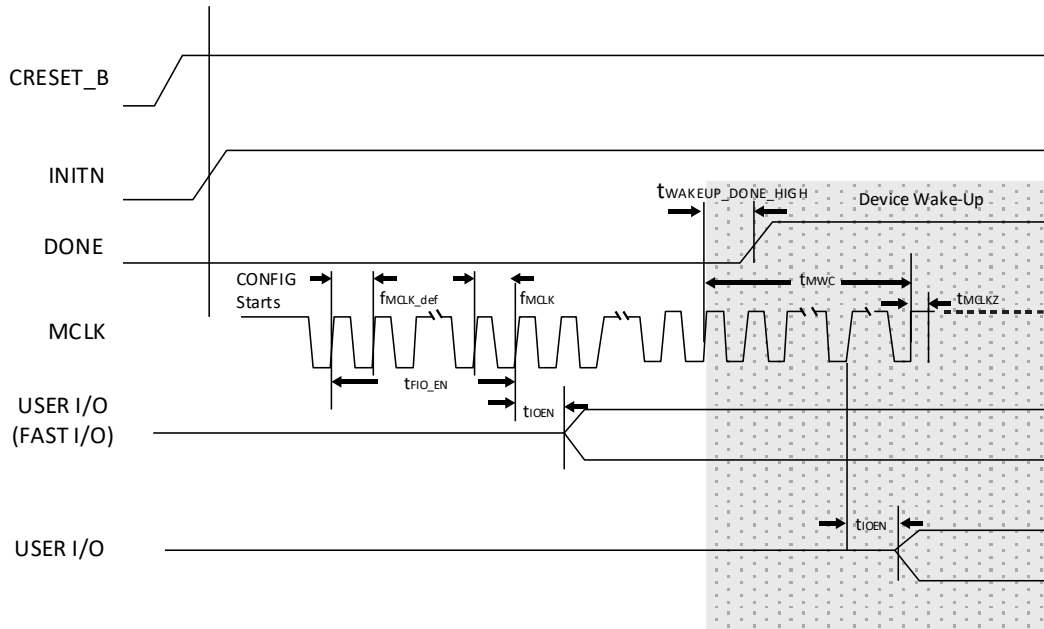 CRESET_B
INITN
tWAKEUP_DONE_HIGH
Device Wake-Up
DONE
CONFIG
Starts
fMCLK_def
fMCLK
tMWC
tMCLKZ
MCLK
tFIO_EN
USER I/O
(FAST I/O)
tIOEN
USER I/O
tIOEN